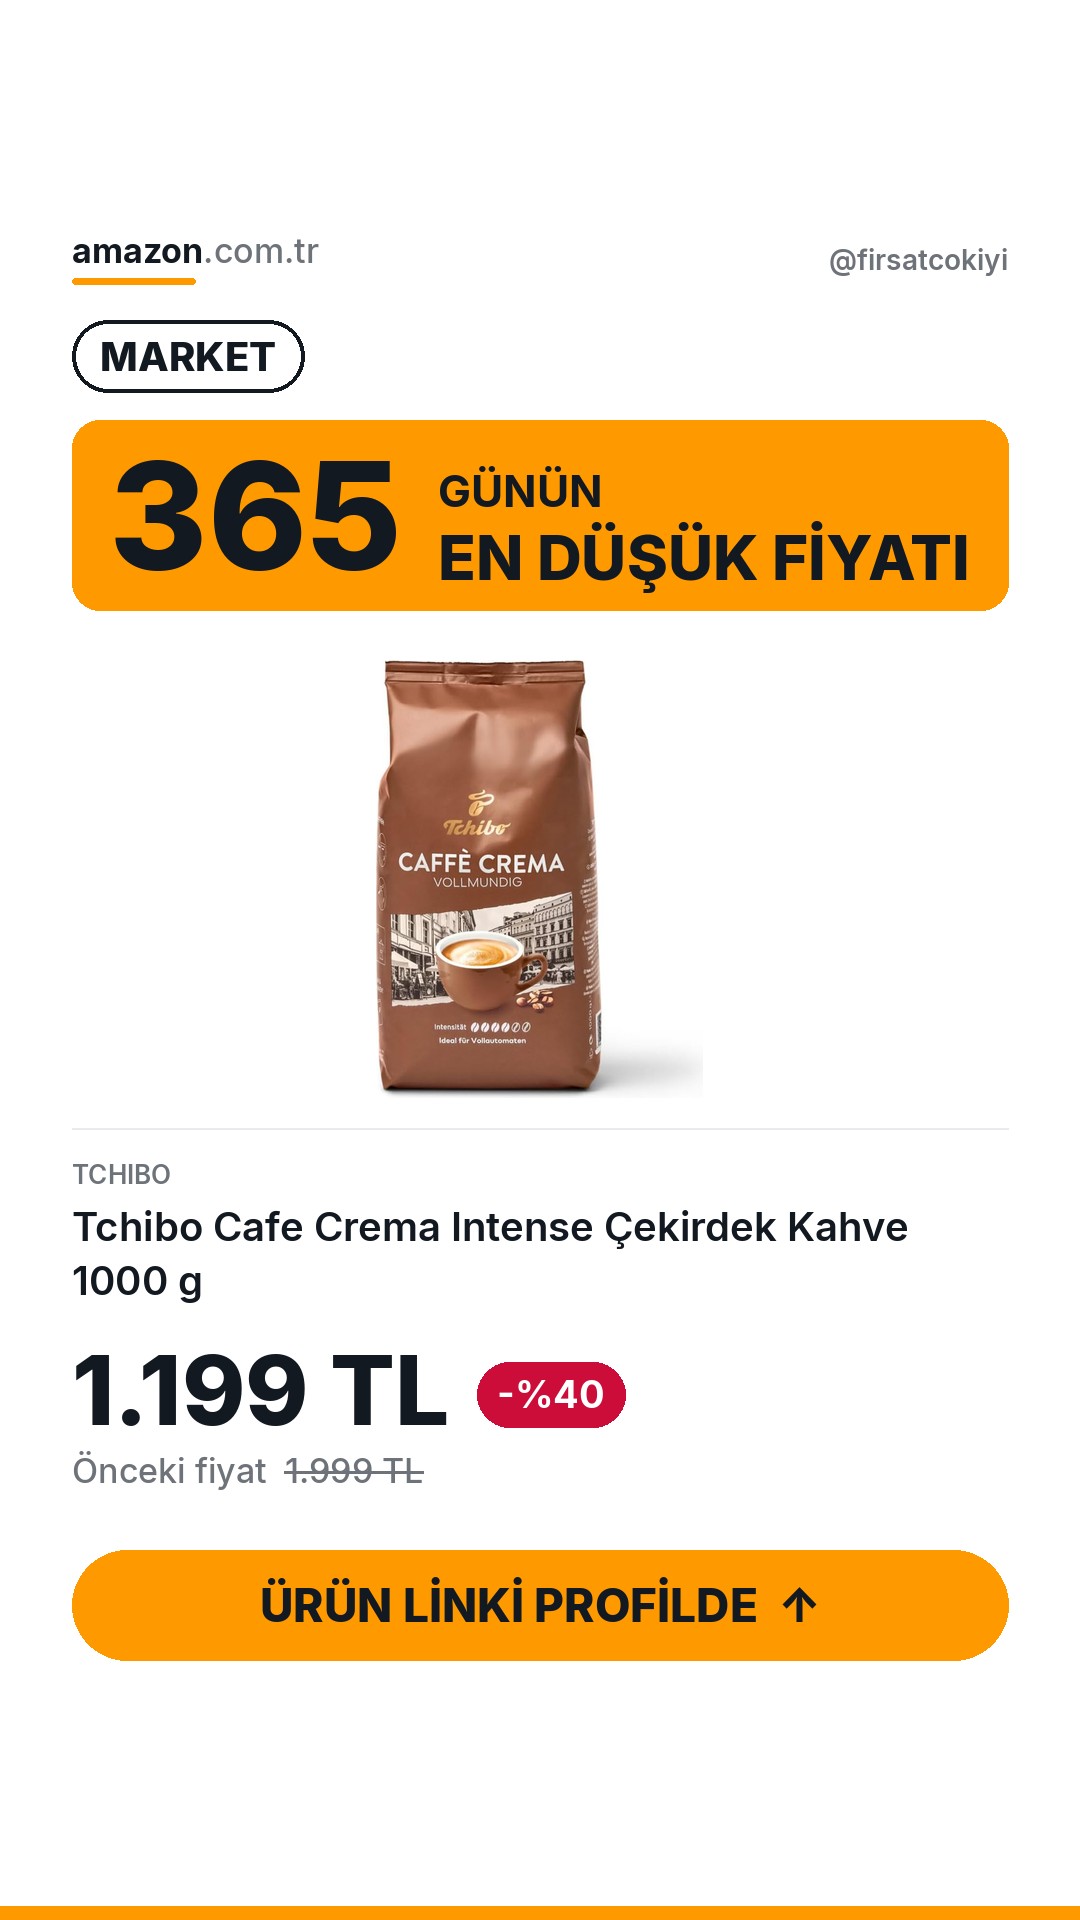 amazon.com.tr
@firsatcokiyi
MARKET
365
GÜNÜN
EN DÜŞÜK FİYATI
Tchibo
CAFFÈ CREMA
VOLLMUNDIG
Intensität
Ideal für Vollautomaten
TCHIBO
Tchibo Cafe Crema Intense Çekirdek Kahve
1000 g
1.199 TL
-%40
Önceki fiyat 1.999 TL
ÜRÜN LİNKİ PROFİLDE ↑